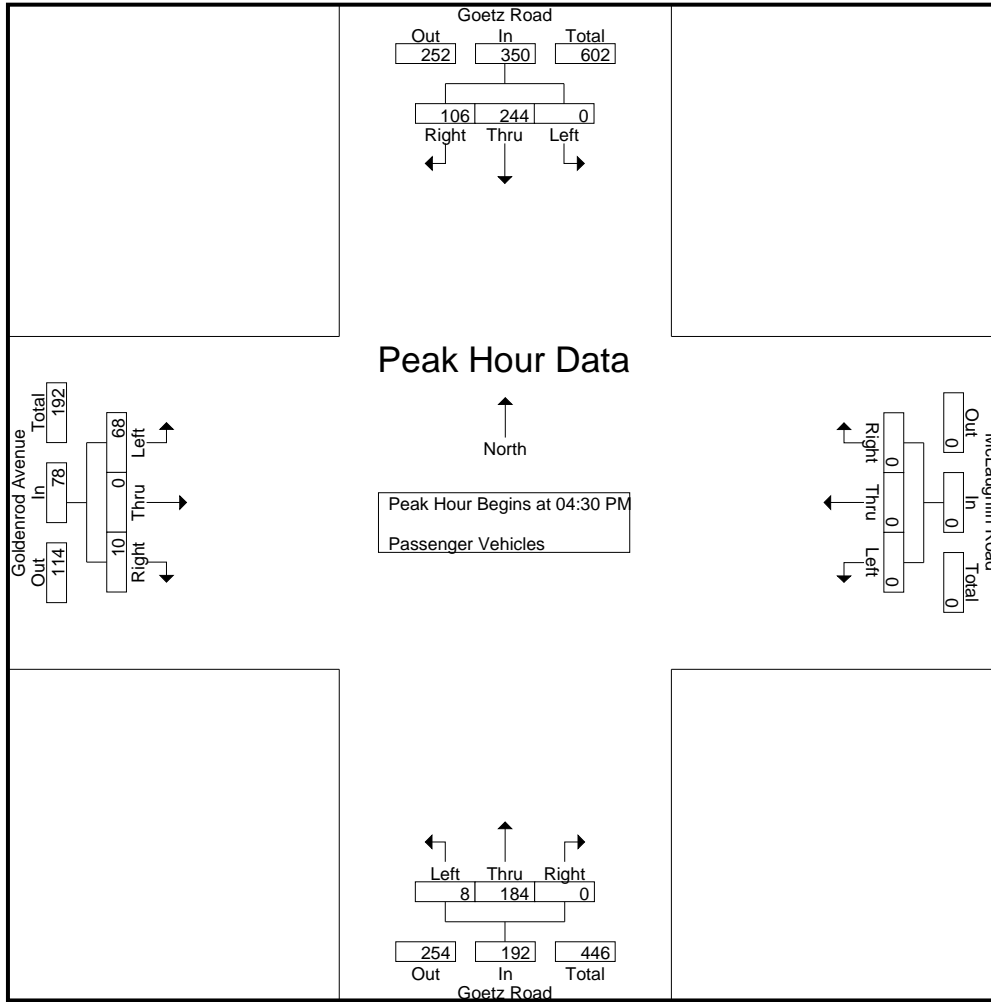 Goetz Road
Out In Total
252 350 602
106 244 0
Right Thru Left
Peak Hour Data
North
Peak Hour Begins at 04:30 PM
Passenger Vehicles
Goldenrod Avenue
Out In Total
114 78 192
10 0 68
Right Thru Left
McLaughlin Road
Out In Total
0 0 0
0 0 0
Right Thru Left
Left Thru Right
8 184 0
254 192 446
Out In Total
Goetz Road